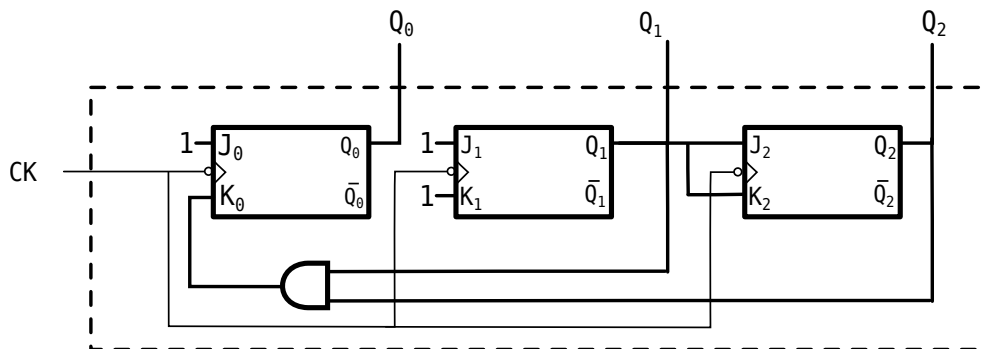 Q₀ Q₁ Q₂
1 J₀ Q₀ 1 J₁ Q₁ J₂ Q₂
CK
K₀ Q̅₀ 1 K₁ Q̅₁ K₂ Q̅₂